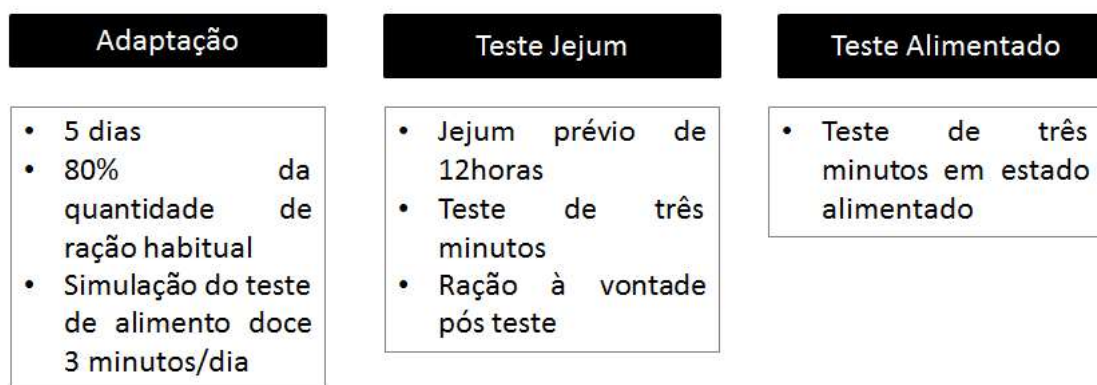 Adaptação
• 5 dias
• 80% da
quantidade de
ração habitual
• Simulação do teste
de alimento doce
3 minutos/dia
Teste Jejum
• Jejum prévio de
12horas
• Teste de três
minutos
• Ração à vontade
pós teste
Teste Alimentado
• Teste de três
minutos em estado
alimentado